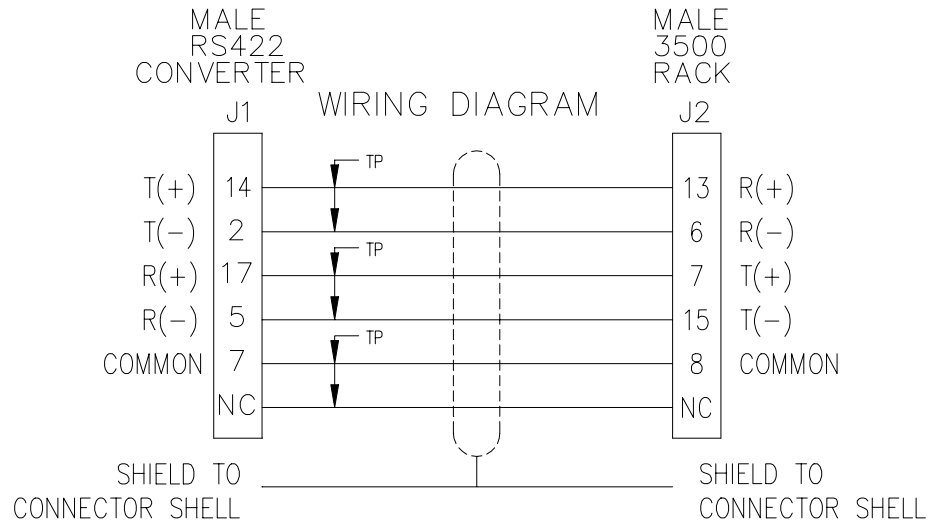 MALE
RS422
CONVERTER
J1
WIRING DIAGRAM
MALE
3500
RACK
J2
TP
T(+) 14 13 R(+)
T(−) 2 6 R(−)
TP
R(+) 17 7 T(+)
R(−) 5 15 T(−)
TP
COMMON 7 8 COMMON
NC NC
SHIELD TO
CONNECTOR SHELL
SHIELD TO
CONNECTOR SHELL